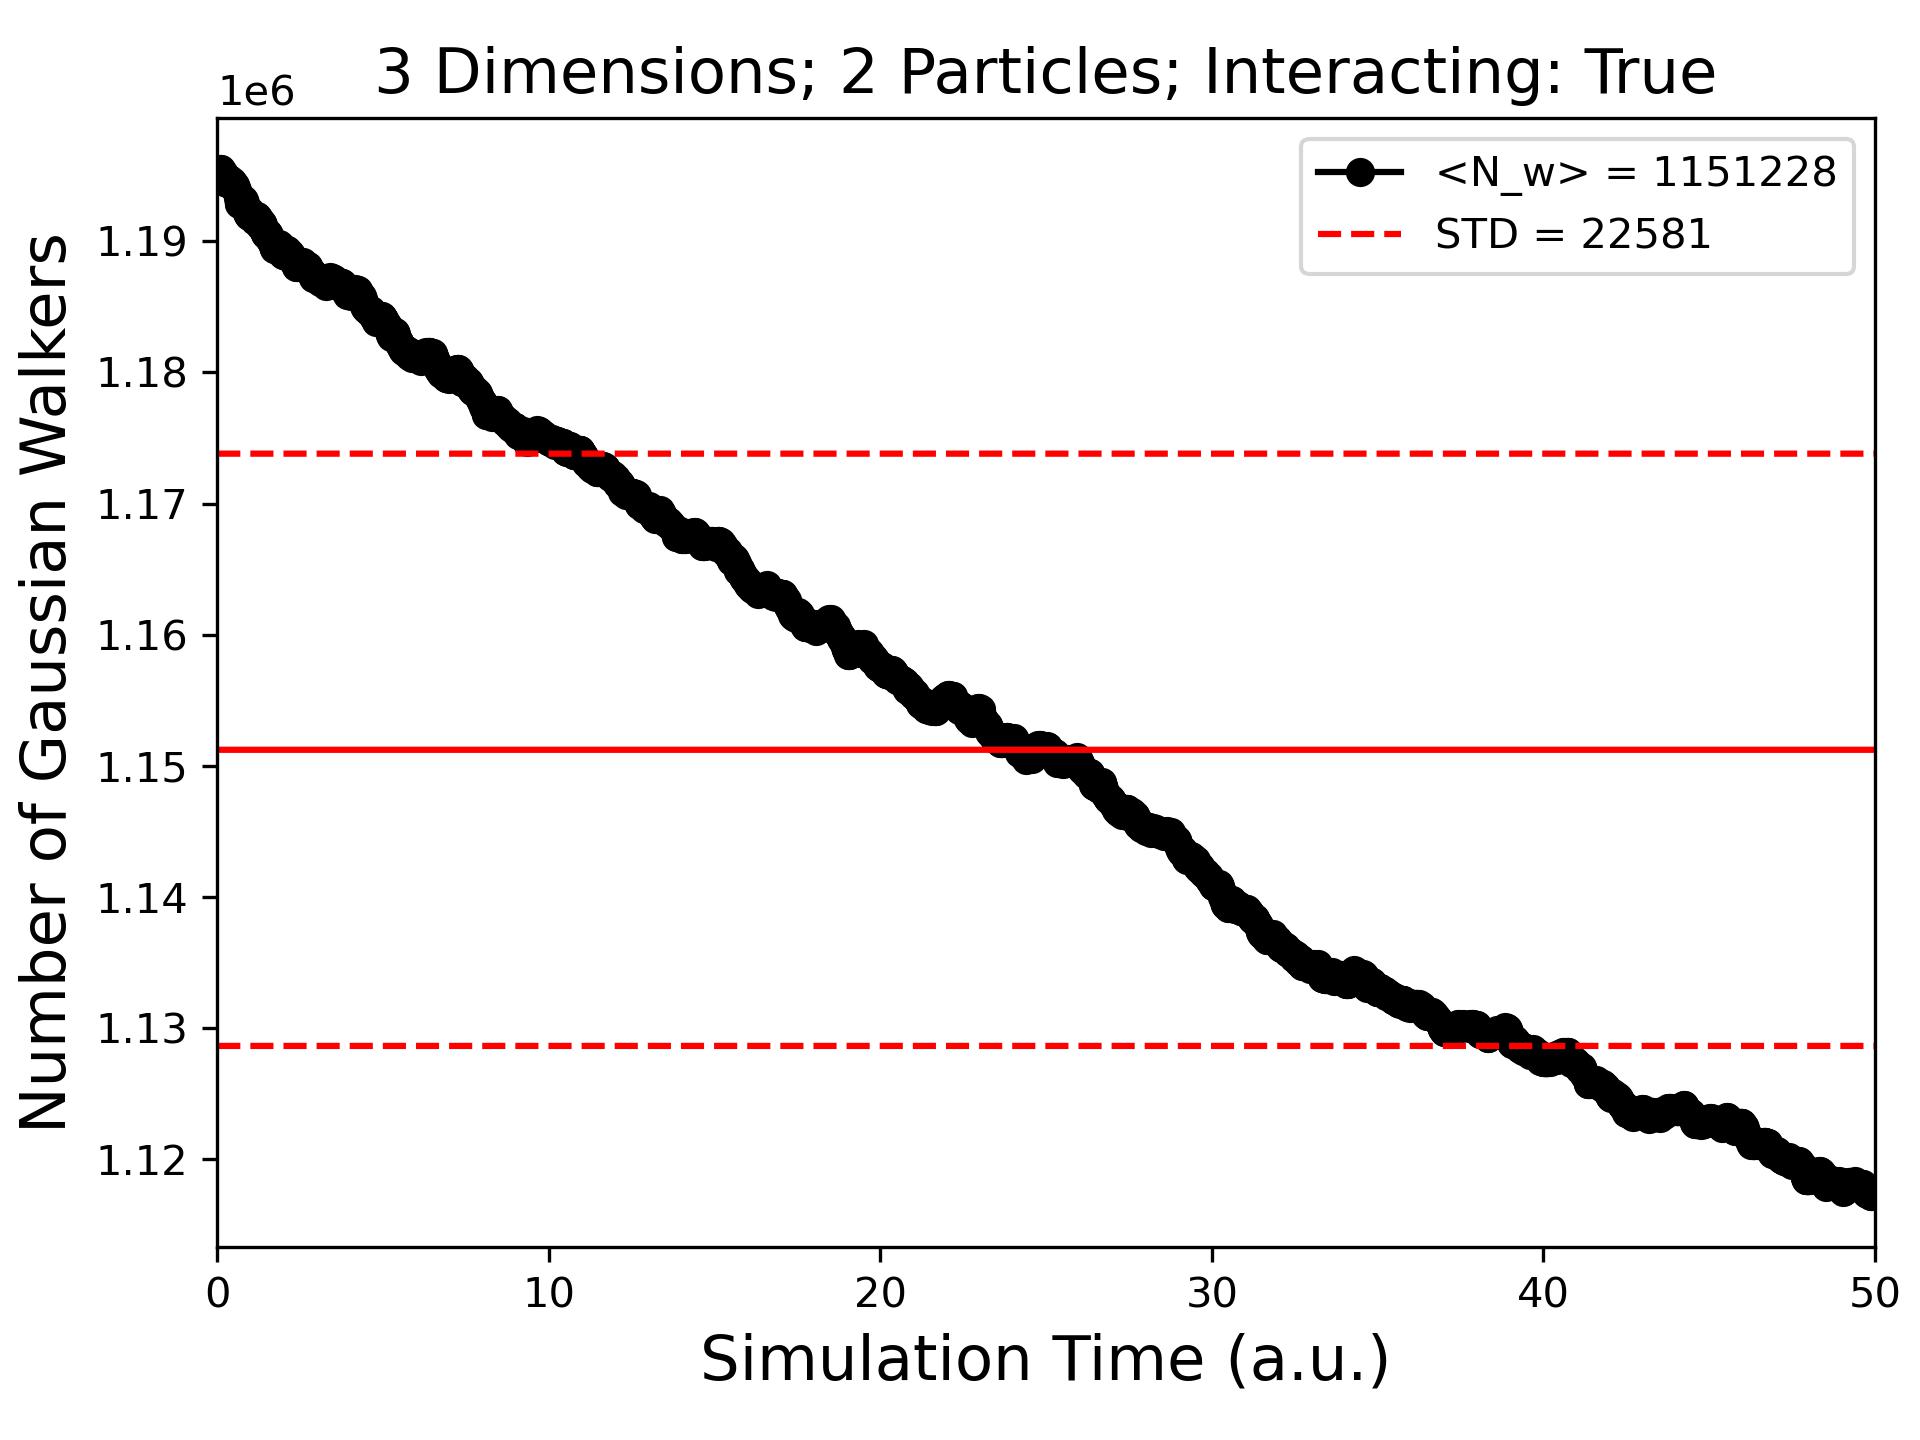 3 Dimensions; 2 Particles; Interacting: True
1e6
<N_w> = 1151228
STD = 22581
Number of Gaussian Walkers
1.19
1.18
1.17
1.16
1.15
1.14
1.13
1.12
0 10 20 30 40 50
Simulation Time (a.u.)